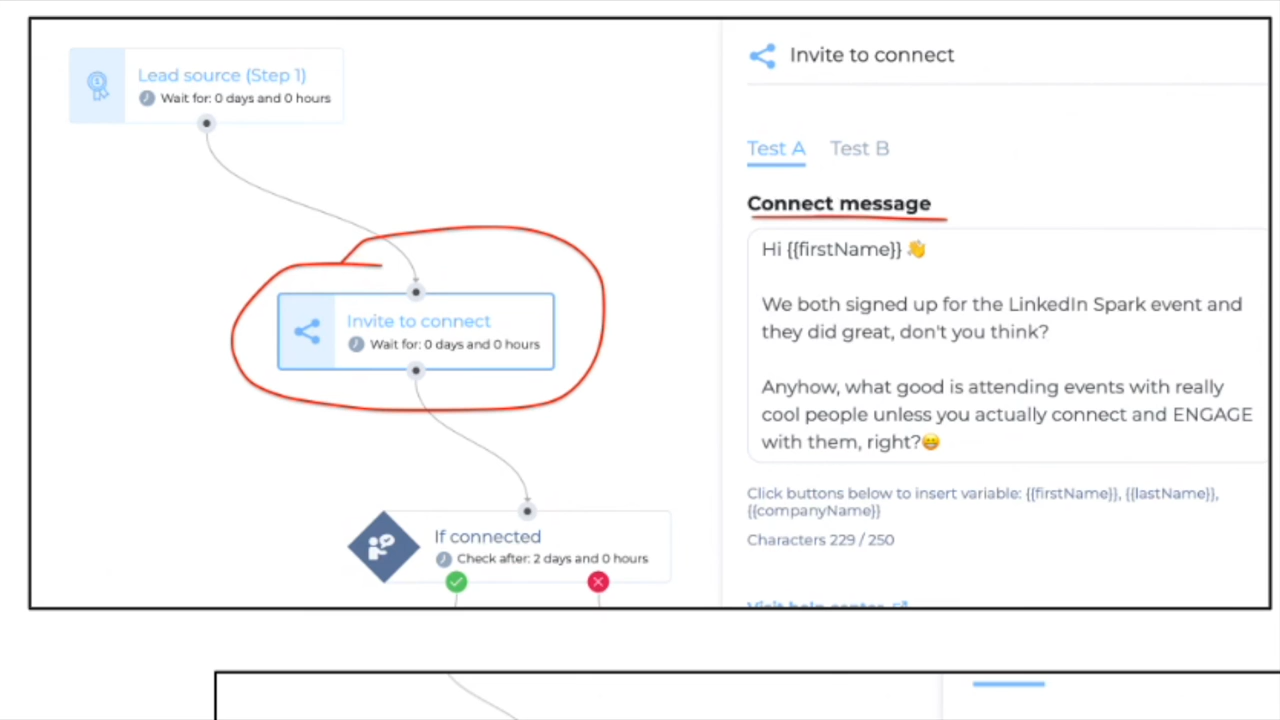 Lead source (Step 1)
Wait for: 0 days and 0 hours
Invite to connect
Wait for: 0 days and 0 hours
If connected
Check after: 2 days and 0 hours
Invite to connect
Test A
Test B
Connect message
Hi {{firstName}} 👋
We both signed up for the LinkedIn Spark event and
they did great, don't you think?
Anyhow, what good is attending events with really
cool people unless you actually connect and ENGAGE
with them, right?😄
Click buttons below to insert variable: {{firstName}}, {{lastName}},
{{companyName}}
Characters 229 / 250
Visit help center